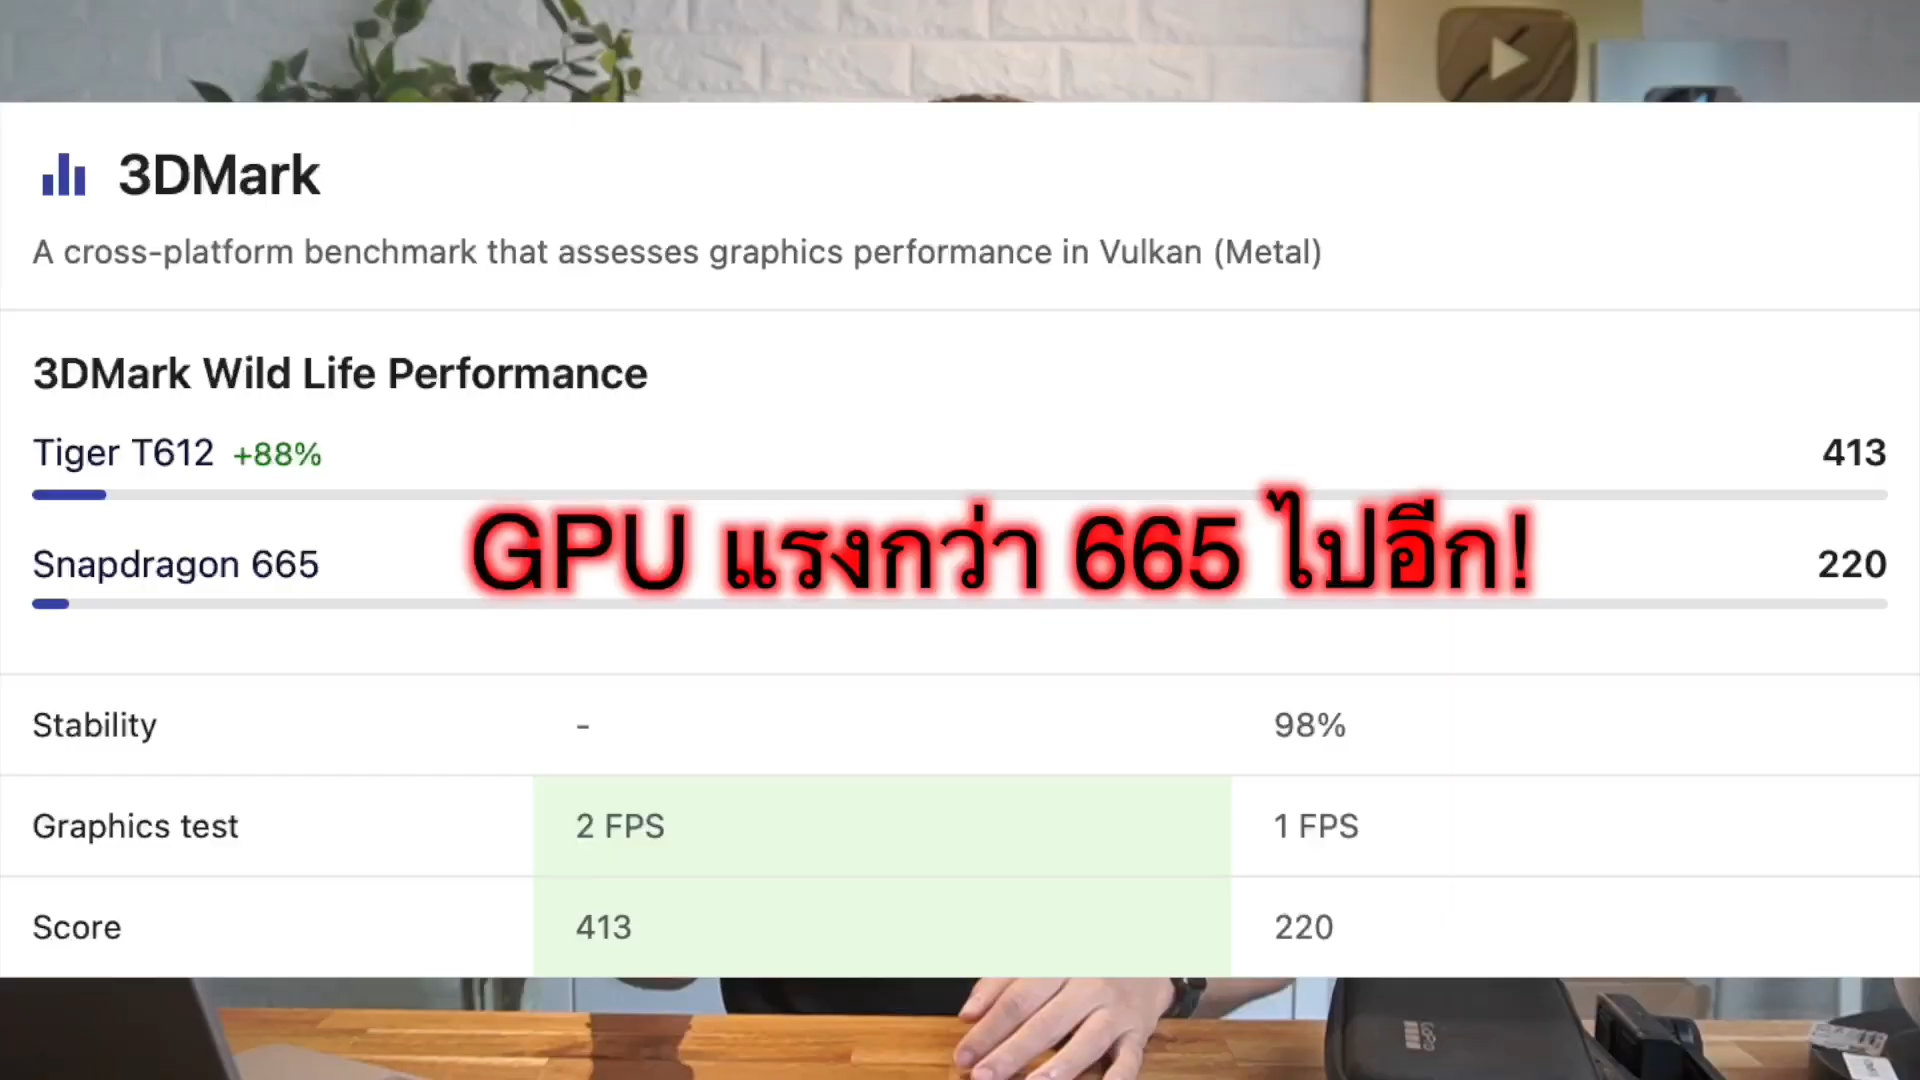 3DMark
A cross-platform benchmark that assesses graphics performance in Vulkan (Metal)
3DMark Wild Life Performance
Tiger T612 +88% 413
Snapdragon 665 220
GPU แรงกว่า 665 ไปอีก!
Stability - 98%
Graphics test 2 FPS 1 FPS
Score 413 220
GoPro